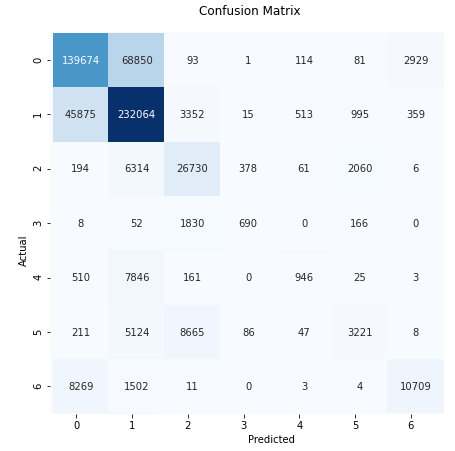 Confusion Matrix
0 139674 68850 93 1 114 81 2929
1 45875 232064 3352 15 513 995 359
2 194 6314 26730 378 61 2060 6
3 8 52 1830 690 0 166 0
4 510 7846 161 0 946 25 3
5 211 5124 8665 86 47 3221 8
6 8269 1502 11 0 3 4 10709
0 1 2 3 4 5 6
Actual
Predicted